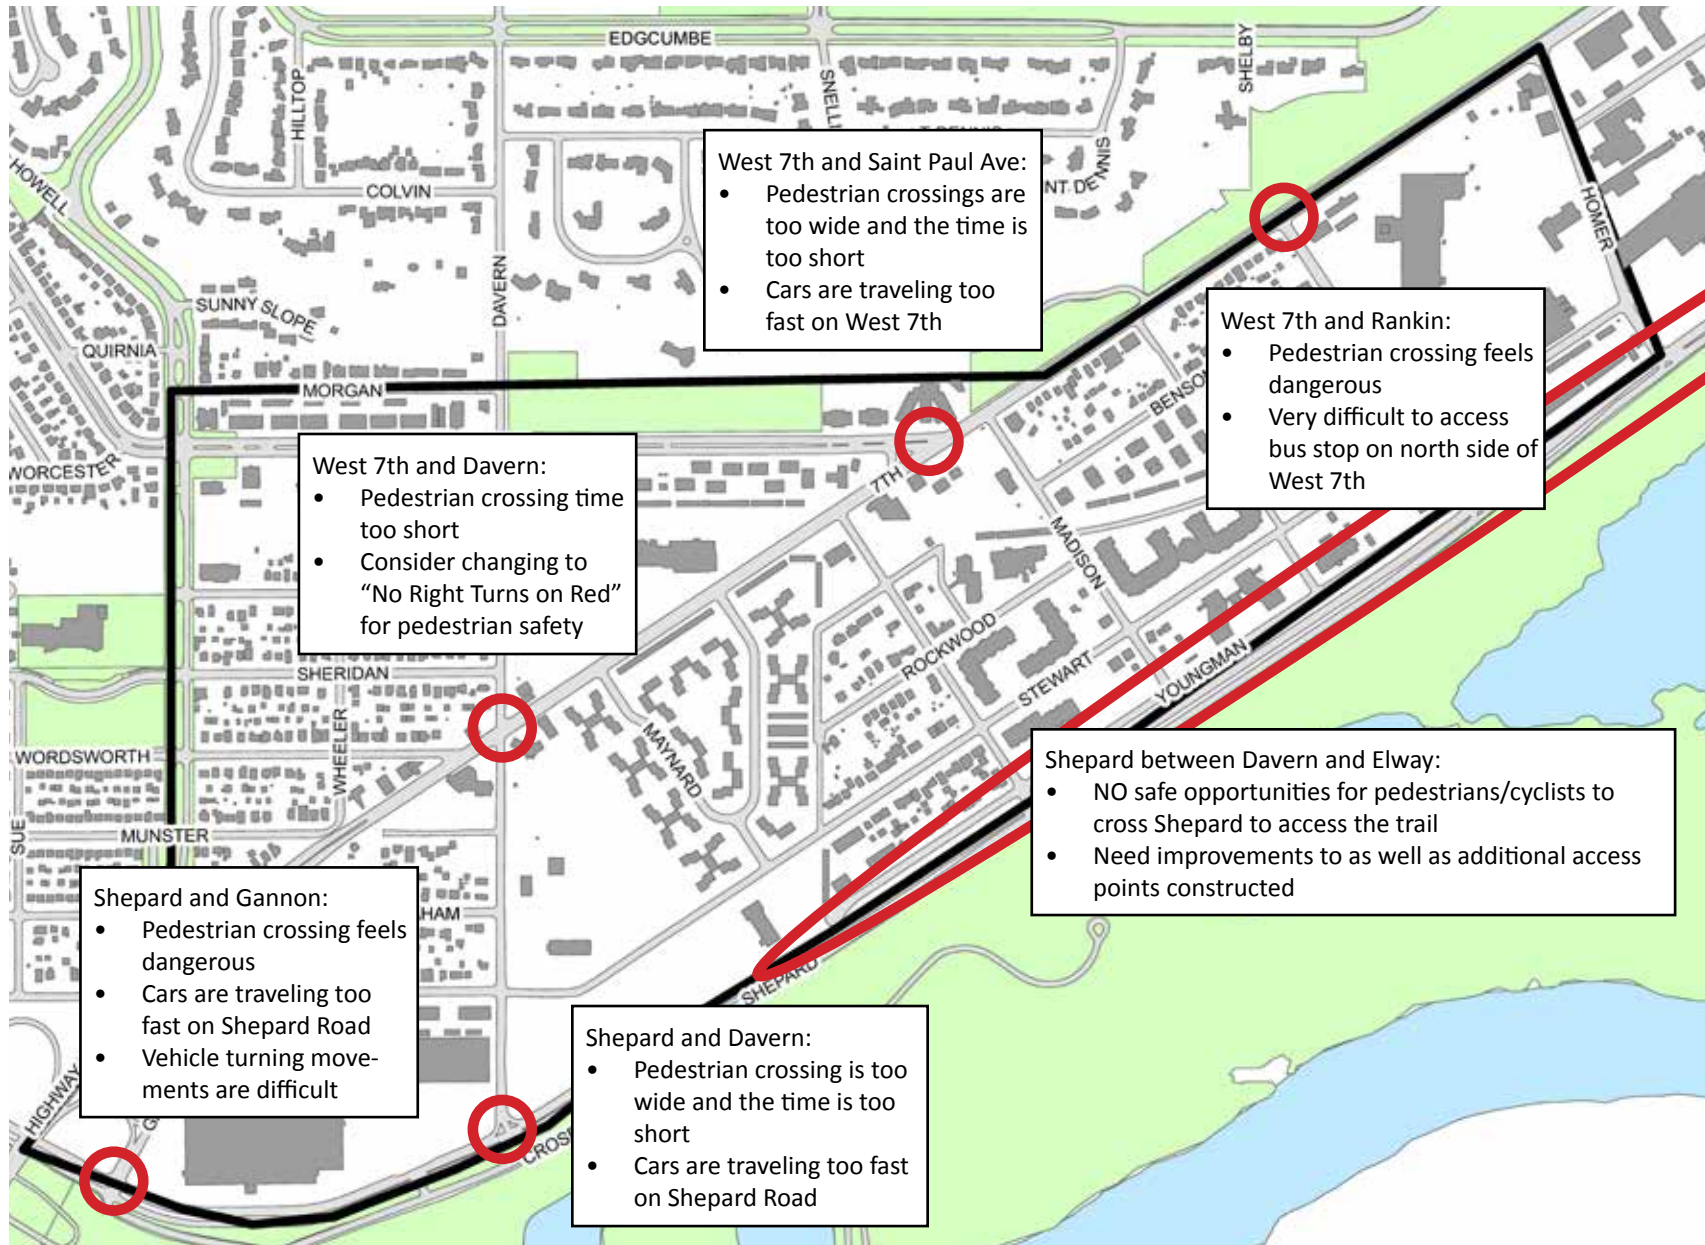 EDGCUMBE
SHELBY
HILLTOP
SNELLI
HOWELL
COLVIN
West 7th and Saint Paul Ave:
• Pedestrian crossings are
too wide and the time is
too short
• Cars are traveling too
fast on West 7th
NT DENNIS
HOMER
DAVERN
SUNNY SLOPE
QUIRNIA
MORGAN
West 7th and Rankin:
• Pedestrian crossing feels
dangerous
• Very difficult to access
bus stop on north side of
West 7th
BENSON
WORCESTER
West 7th and Davern:
• Pedestrian crossing time
too short
• Consider changing to
“No Right Turns on Red”
for pedestrian safety
7TH
MADISON
ROCKWOOD
STEWART
YOUNGMAN
SHERIDAN
WHEELER
MAYNARD
WORDSWORTH
MUNSTER
SUE
Shepard between Davern and Elway:
• NO safe opportunities for pedestrians/cyclists to
cross Shepard to access the trail
• Need improvements to as well as additional access
points constructed
Shepard and Gannon:
• Pedestrian crossing feels
dangerous
• Cars are traveling too
fast on Shepard Road
• Vehicle turning move-
ments are difficult
AHAM
SHEPARD
Shepard and Davern:
• Pedestrian crossing is too
wide and the time is too
short
• Cars are traveling too fast
on Shepard Road
HIGHWAY
G
CROS